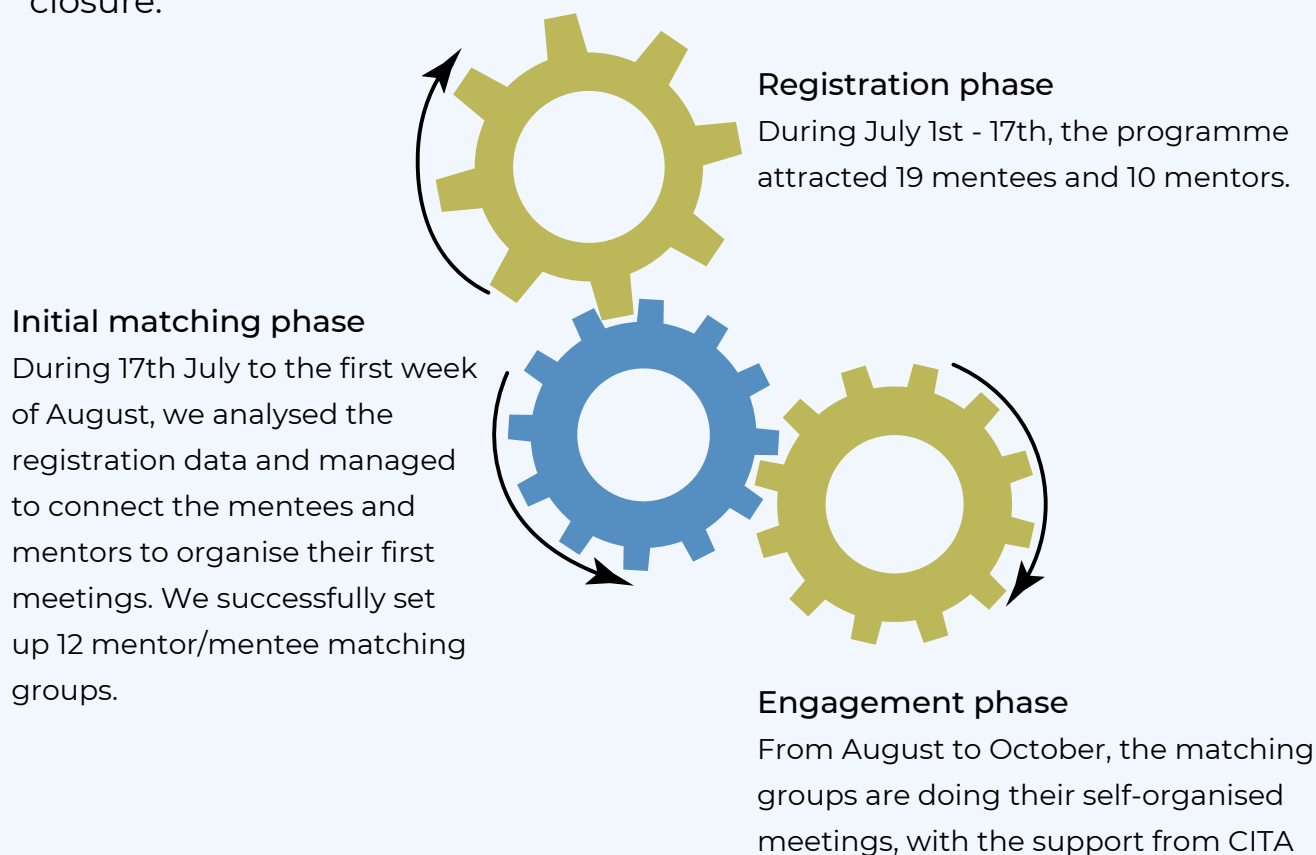 closure.
Registration phase
During July 1st - 17th, the programme
attracted 19 mentees and 10 mentors.
Initial matching phase
During 17th July to the first week
of August, we analysed the
registration data and managed
to connect the mentees and
mentors to organise their first
meetings. We successfully set
up 12 mentor/mentee matching
groups.
Engagement phase
From August to October, the matching
groups are doing their self-organised
meetings, with the support from CITA